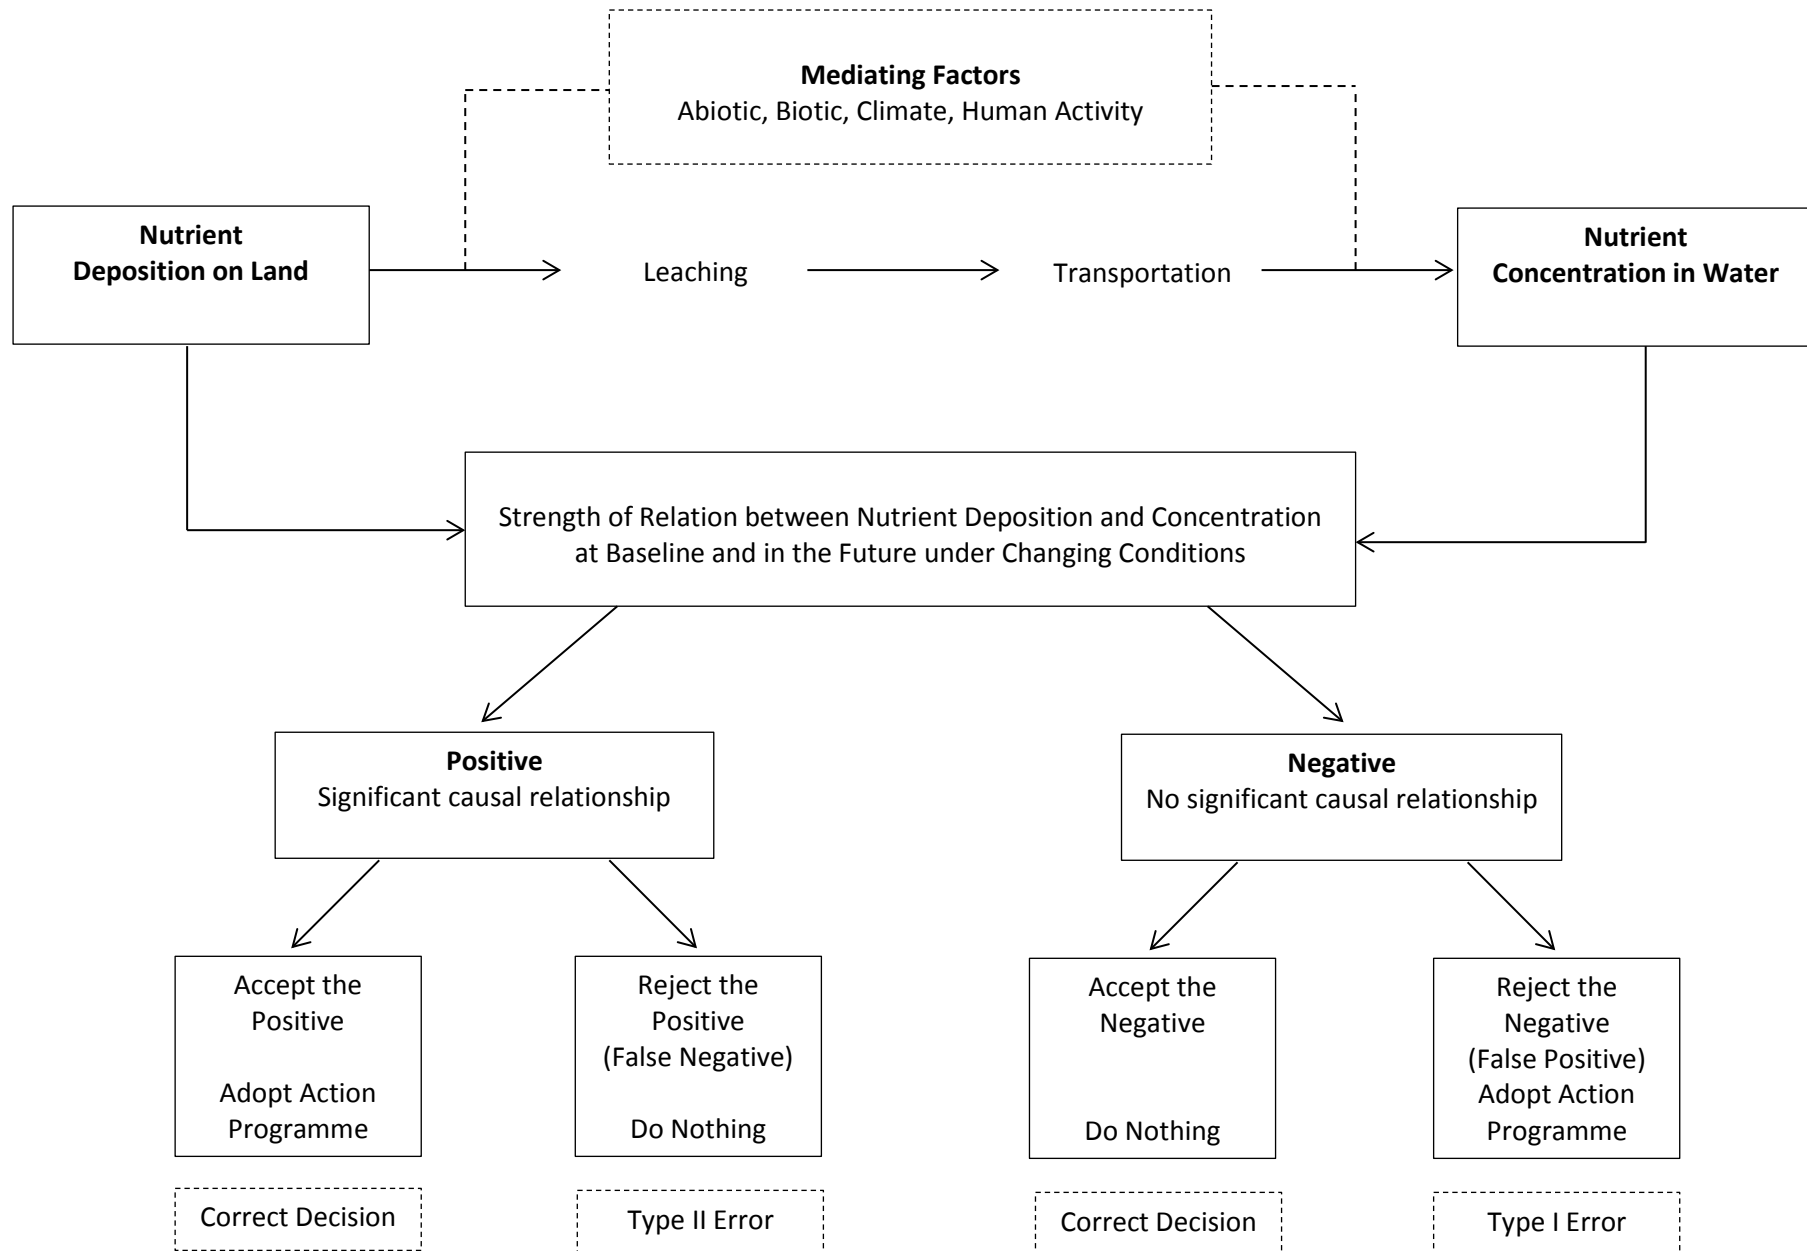 Mediating Factors
Abiotic, Biotic, Climate, Human Activity
Nutrient
Deposition on Land
Leaching
Transportation
Nutrient
Concentration in Water
Strength of Relation between Nutrient Deposition and Concentration
at Baseline and in the Future under Changing Conditions
Positive
Significant causal relationship
Negative
No significant causal relationship
Accept the
Positive
Adopt Action
Programme
Reject the
Positive
(False Negative)
Do Nothing
Accept the
Negative
Do Nothing
Reject the
Negative
(False Positive)
Adopt Action
Programme
Correct Decision
Type II Error
Correct Decision
Type I Error